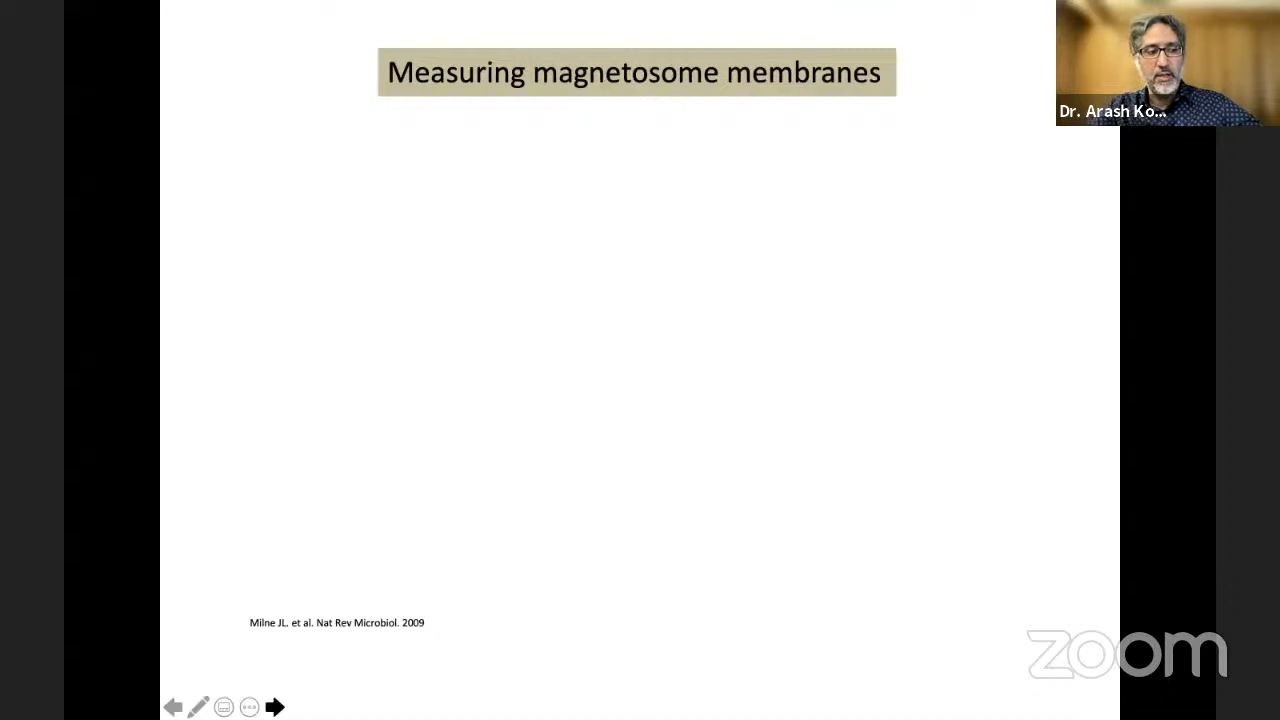 Measuring magnetosome membranes
Dr. Arash Ko...
Milne JL. et al. Nat Rev Microbiol. 2009
zoom